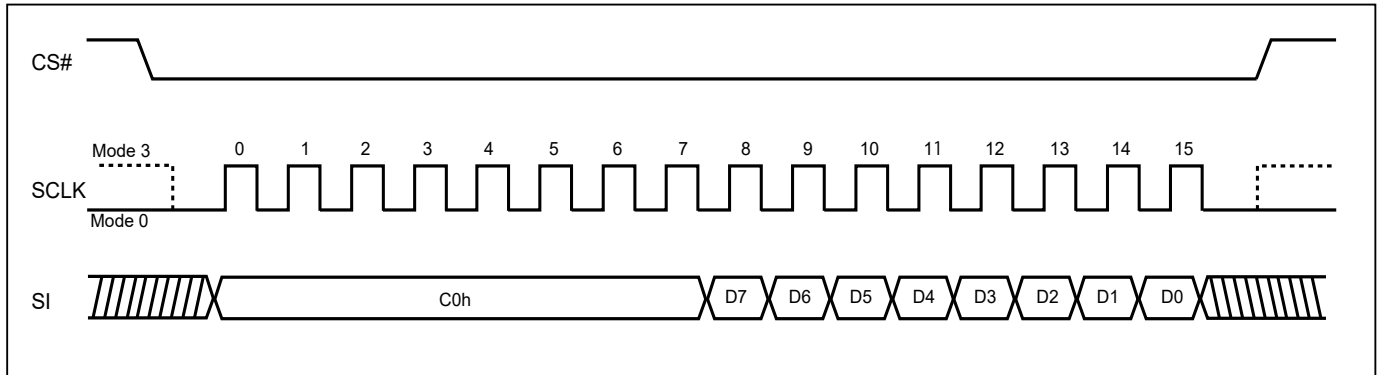 CS#
Mode 3
0 1 2 3 4 5 6 7 8 9 10 11 12 13 14 15
SCLK
Mode 0
SI
C0h D7 D6 D5 D4 D3 D2 D1 D0